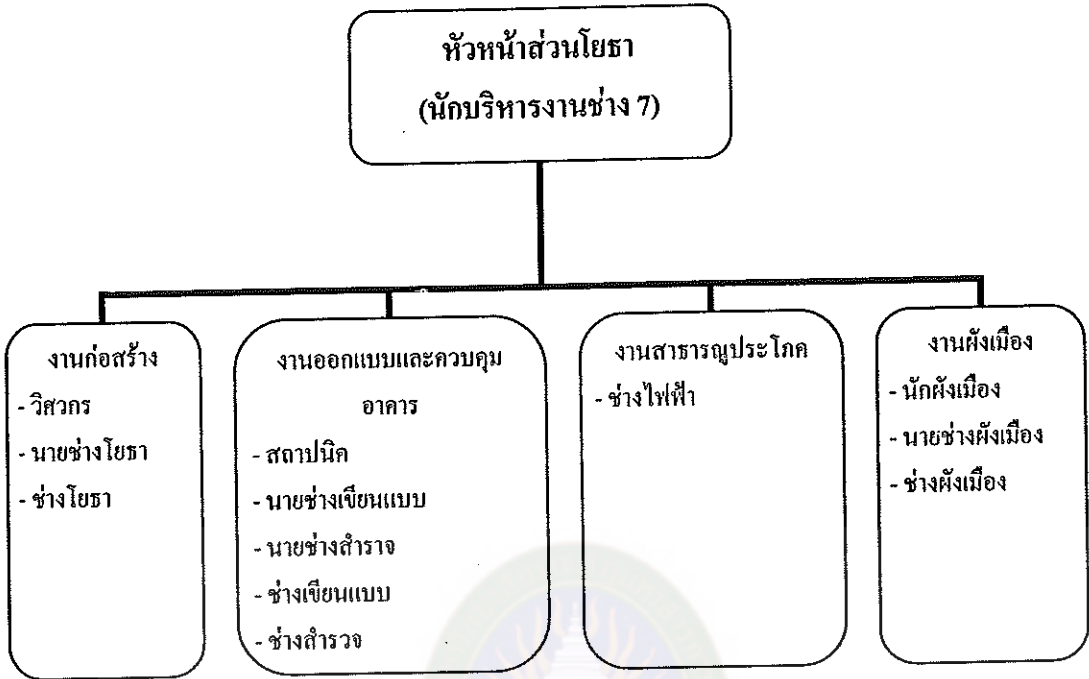 หัวหน้าส่วนโยธา
(นักบริหารงานช่าง 7)
งานก่อสร้าง
- วิศวกร
- นายช่างโยธา
- ช่างโยธา
งานออกแบบและควบคุม
อาคาร
- สถาปนิค
- นายช่างเขียนแบบ
- นายช่างสำราจ
- ช่างเขียนแบบ
- ช่างสำรวจ
งานสาธารณูประโภค
- ช่างไฟฟ้า
งานผังเมือง
- นักผังเมือง
- นายช่างผังเมือง
- ช่างผังเมือง